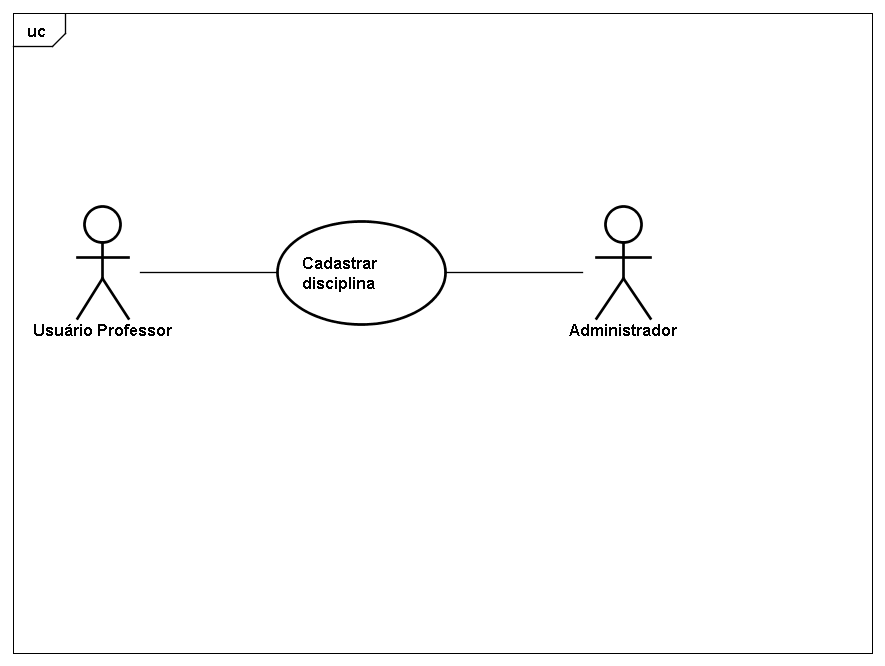 uc
Cadastrar
disciplina
Usuário Professor
Administrador